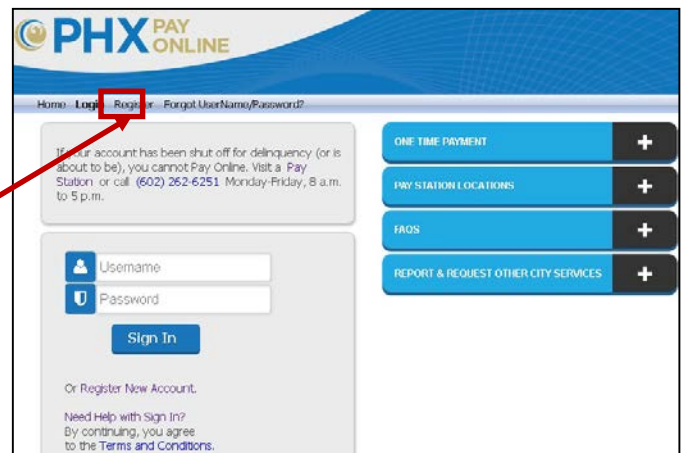 PHX PAY
ONLINE
Home Login Register Forgot UserName/Password?
If your account has been shut off for delinquency (or is
about to be), you cannot Pay Online. Visit a Pay
Station or call (602) 262-6251 Monday-Friday, 8 a.m.
to 5 p.m.
Username
Password
Sign In
Or Register New Account.
Need Help with Sign In?
By continuing, you agree
to the Terms and Conditions.
ONE TIME PAYMENT
PAY STATION LOCATIONS
FAQS
REPORT & REQUEST OTHER CITY SERVICES